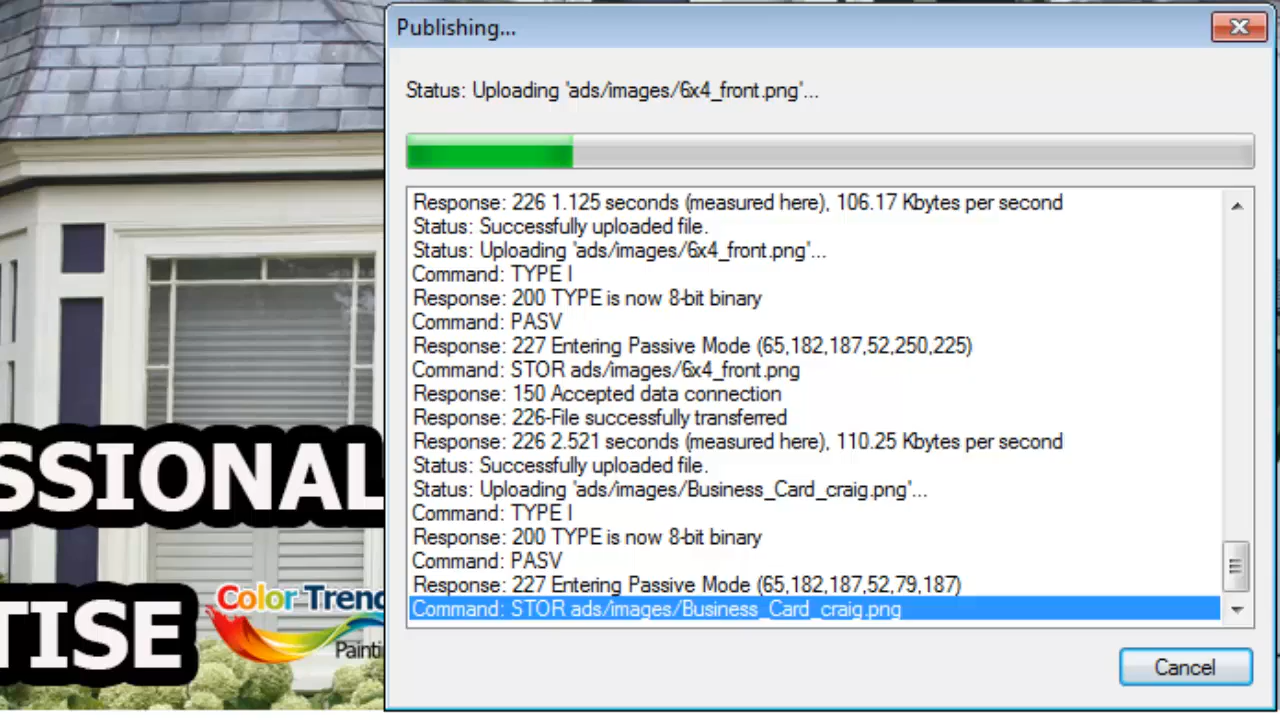 Publishing...
Status: Uploading 'ads/images/6x4_front.png'...
Response: 226 1.125 seconds (measured here), 106.17 Kbytes per second
Status: Successfully uploaded file.
Status: Uploading 'ads/images/6x4_front.png'...
Command: TYPE I
Response: 200 TYPE is now 8-bit binary
Command: PASV
Response: 227 Entering Passive Mode (65,182,187,52,250,225)
Command: STOR ads/images/6x4_front.png
Response: 150 Accepted data connection
Response: 226-File successfully transferred
Response: 226 2.521 seconds (measured here), 110.25 Kbytes per second
Status: Successfully uploaded file.
Status: Uploading 'ads/images/Business_Card_craig.png'...
Command: TYPE I
Response: 200 TYPE is now 8-bit binary
Command: PASV
Response: 227 Entering Passive Mode (65,182,187,52,79,187)
Command: STOR ads/images/Business_Card_craig.png
Cancel
SSIONAL
TISE
Color Trend
Painti